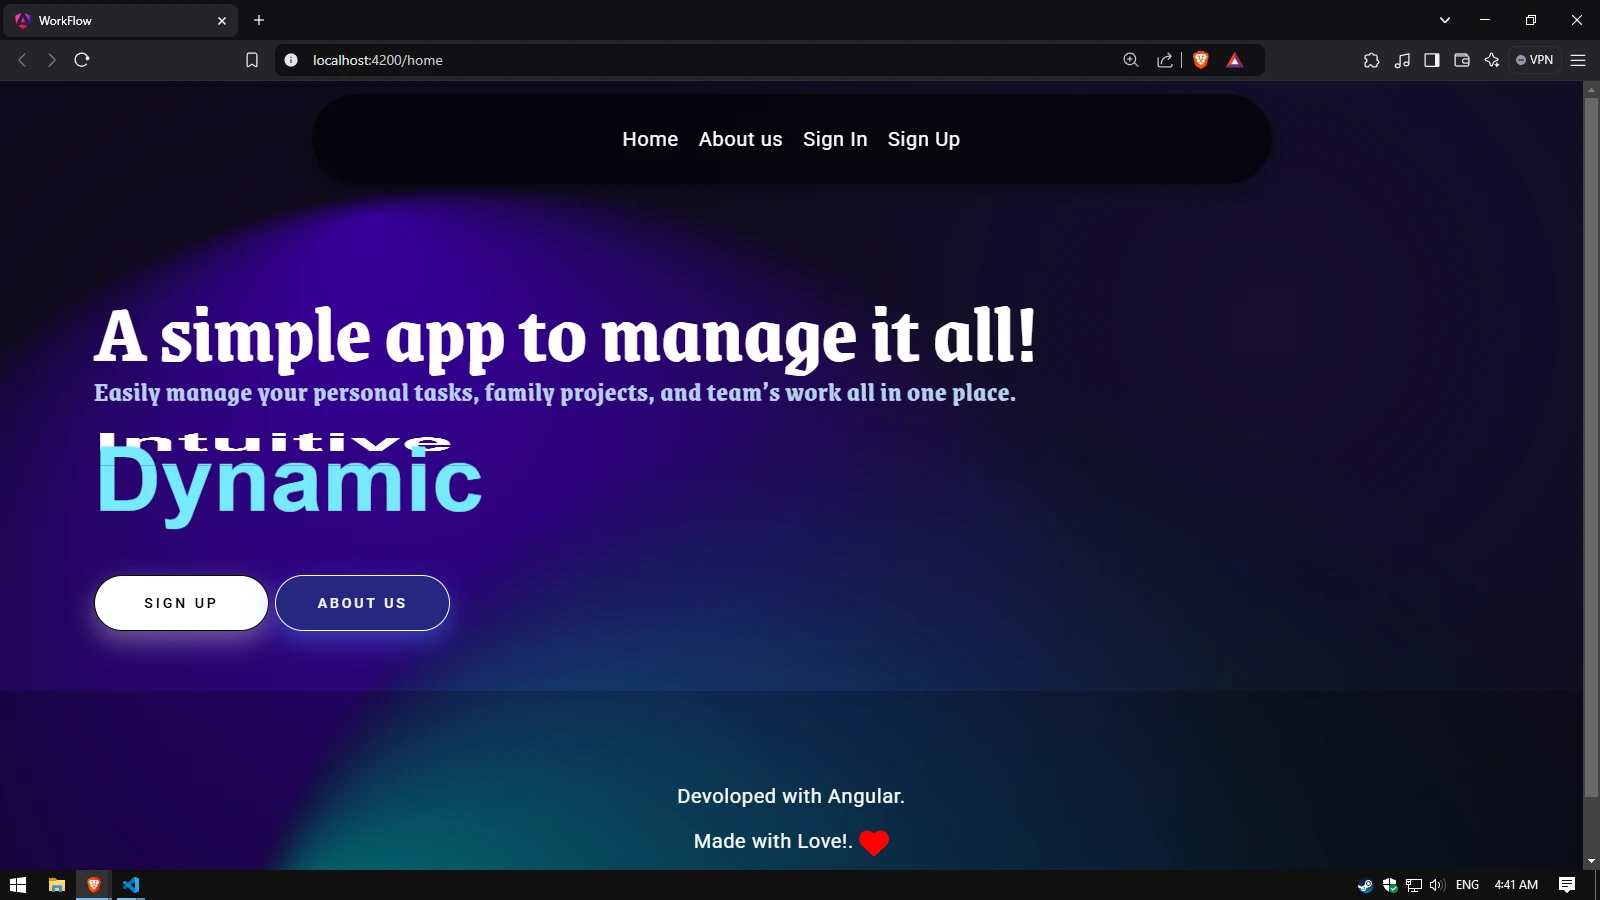 WorkFlow
localhost:4200/home
VPN
Home About us Sign In Sign Up
A simple app to manage it all!
Easily manage your personal tasks, family projects, and team’s work all in one place.
Intuitive
Dynamic
SIGN UP ABOUT US
Devoloped with Angular.
Made with Love!.
ENG 4:41 AM